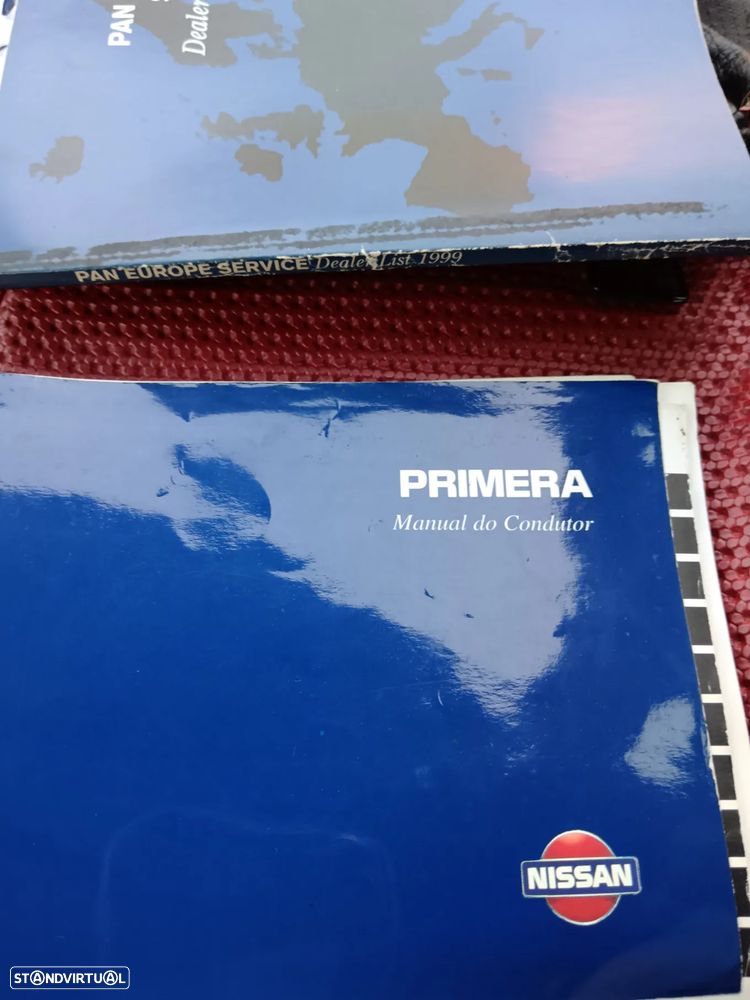 PAN
Dealer
PAN EUROPE SERVICE Dealer List 1999
PRIMERA
Manual do Condutor
NISSAN
STANDVIRTUAL